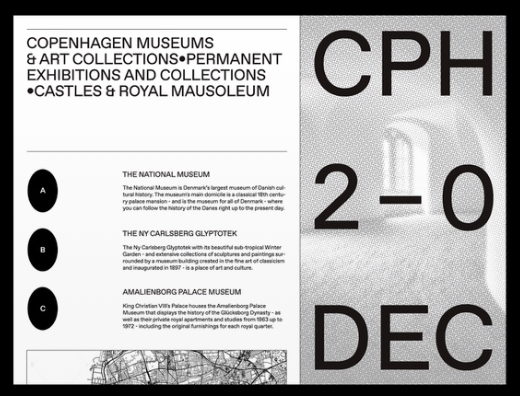 COPENHAGEN MUSEUMS
& ART COLLECTIONS•PERMANENT
EXHIBITIONS AND COLLECTIONS
•CASTLES & ROYAL MAUSOLEUM
A
THE NATIONAL MUSEUM
The National Museum is Denmark's largest museum of Danish cul-
tural history. The museum's main domicile is a classical 18th centu-
ry palace mansion - and is the museum for all of Denmark - where
you can follow the history of the Danes right up to the present day.
B
THE NY CARLSBERG GLYPTOTEK
The Ny Carlsberg Glyptotek with its beautiful sub-tropical Winter
Garden - and extensive collections of sculptures and paintings sur-
rounded by a museum building created in the fine art of classicism
and inaugurated in 1897 - is a place of art and culture.
C
AMALIENBORG PALACE MUSEUM
King Christian VIII's Palace houses the Amalienborg Palace
Museum that displays the history of the Glücksborg Dynasty - as
well as their private royal apartments and studies from 1863 up to
1972 - including the original furnishings for each royal quarter.
CPH
2–0
DEC